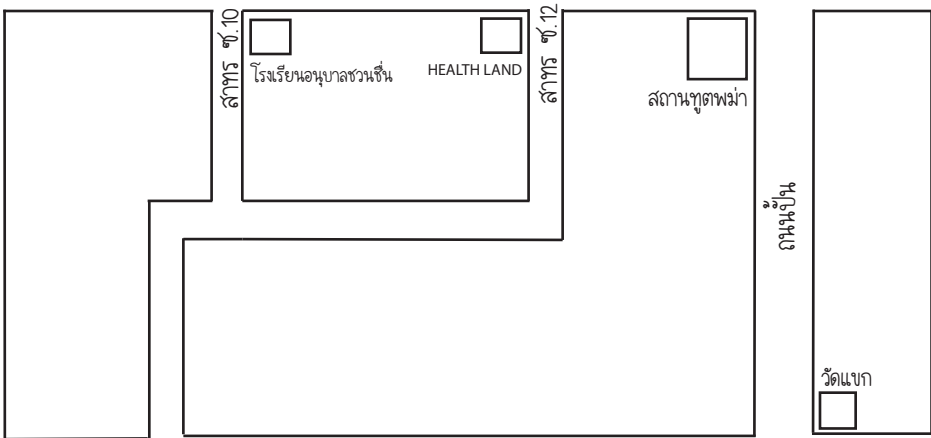 สาทร ซ.10
โรงเรียนอนุบาลชวนชื่น
HEALTH LAND
สาทร ซ.12
สถานทูตพม่า
ถนนปั้น
วัดแขก